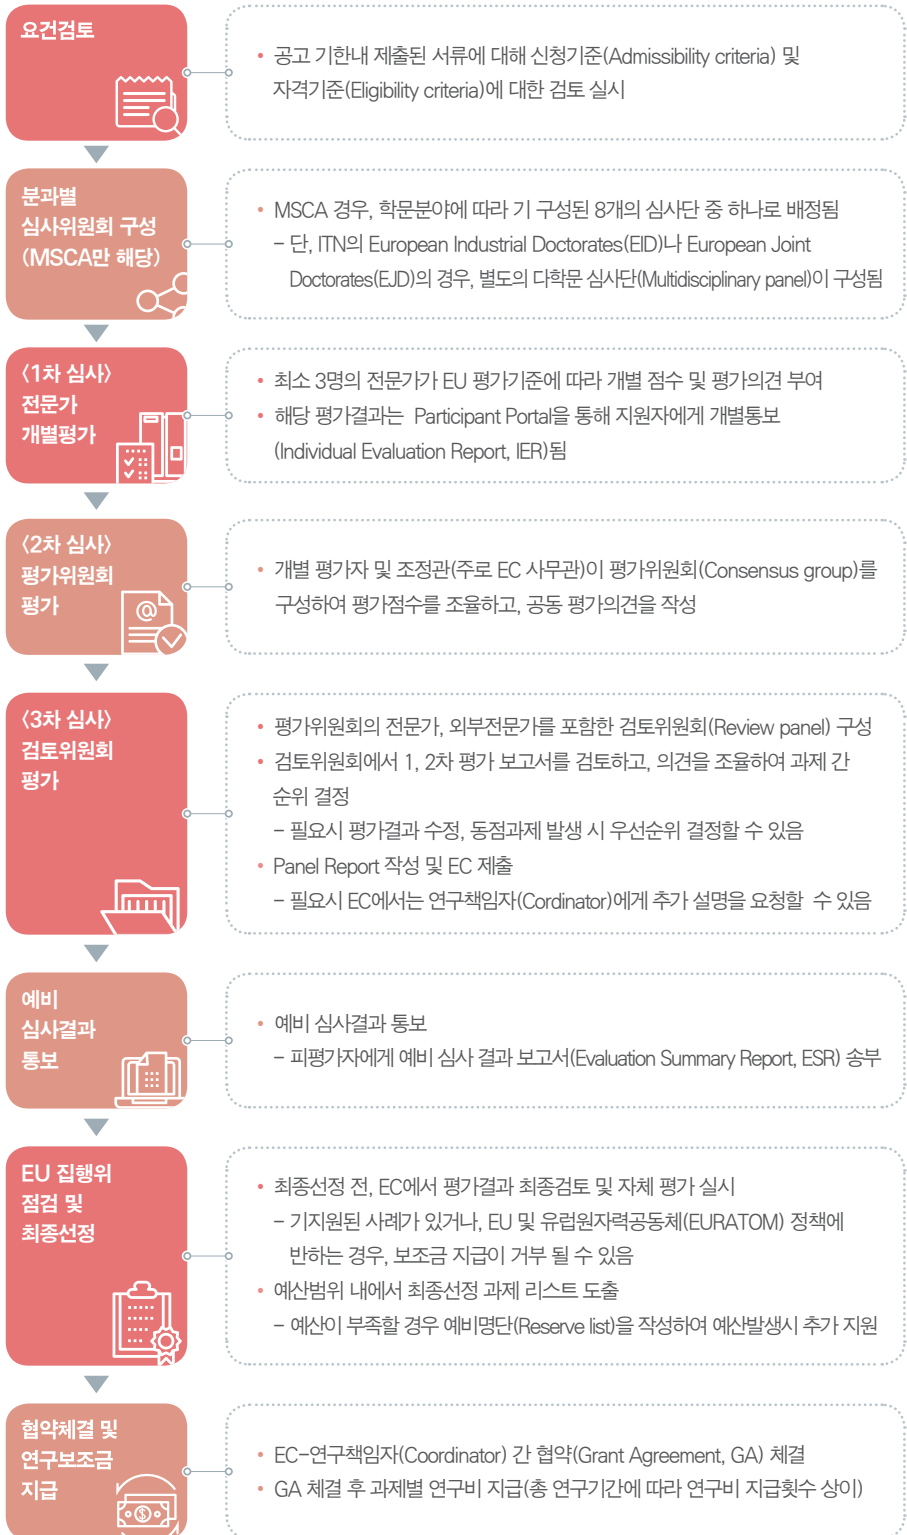 요건검토
• 공고 기한내 제출된 서류에 대해 신청기준(Admissibility criteria) 및
자격기준(Eligibility criteria)에 대한 검토 실시
분과별
심사위원회 구성
(MSCA만 해당)
• MSCA 경우, 학문분야에 따라 기 구성된 8개의 심사단 중 하나로 배정됨
– 단, ITN의 European Industrial Doctorates(EID)나 European Joint
Doctorates(EJD)의 경우, 별도의 다학문 심사단(Multidisciplinary panel)이 구성됨
〈1차 심사〉
전문가
개별평가
• 최소 3명의 전문가가 EU 평가기준에 따라 개별 점수 및 평가의견 부여
• 해당 평가결과는 Participant Portal을 통해 지원자에게 개별통보
(Individual Evaluation Report, IER)됨
〈2차 심사〉
평가위원회
평가
@
• 개별 평가자 및 조정관(주로 EC 사무관)이 평가위원회(Consensus group)를
구성하여 평가점수를 조율하고, 공동 평가의견을 작성
〈3차 심사〉
검토위원회
평가
• 평가위원회의 전문가, 외부전문가를 포함한 검토위원회(Review panel) 구성
• 검토위원회에서 1, 2차 평가 보고서를 검토하고, 의견을 조율하여 과제 간
순위 결정
– 필요시 평가결과 수정, 동점과제 발생 시 우선순위 결정할 수 있음
• Panel Report 작성 및 EC 제출
– 필요시 EC에서는 연구책임자(Cordinator)에게 추가 설명을 요청할 수 있음
예비
심사결과
통보
• 예비 심사결과 통보
– 피평가자에게 예비 심사 결과 보고서(Evaluation Summary Report, ESR) 송부
EU 집행위
점검 및
최종선정
• 최종선정 전, EC에서 평가결과 최종검토 및 자체 평가 실시
– 기지원된 사례가 있거나, EU 및 유럽원자력공동체(EURATOM) 정책에
반하는 경우, 보조금 지급이 거부 될 수 있음
• 예산범위 내에서 최종선정 과제 리스트 도출
– 예산이 부족할 경우 예비명단(Reserve list)을 작성하여 예산발생시 추가 지원
협약체결 및
연구보조금
지급
$
• EC–연구책임자(Coordinator) 간 협약(Grant Agreement, GA) 체결
• GA 체결 후 과제별 연구비 지급(총 연구기간에 따라 연구비 지급횟수 상이)